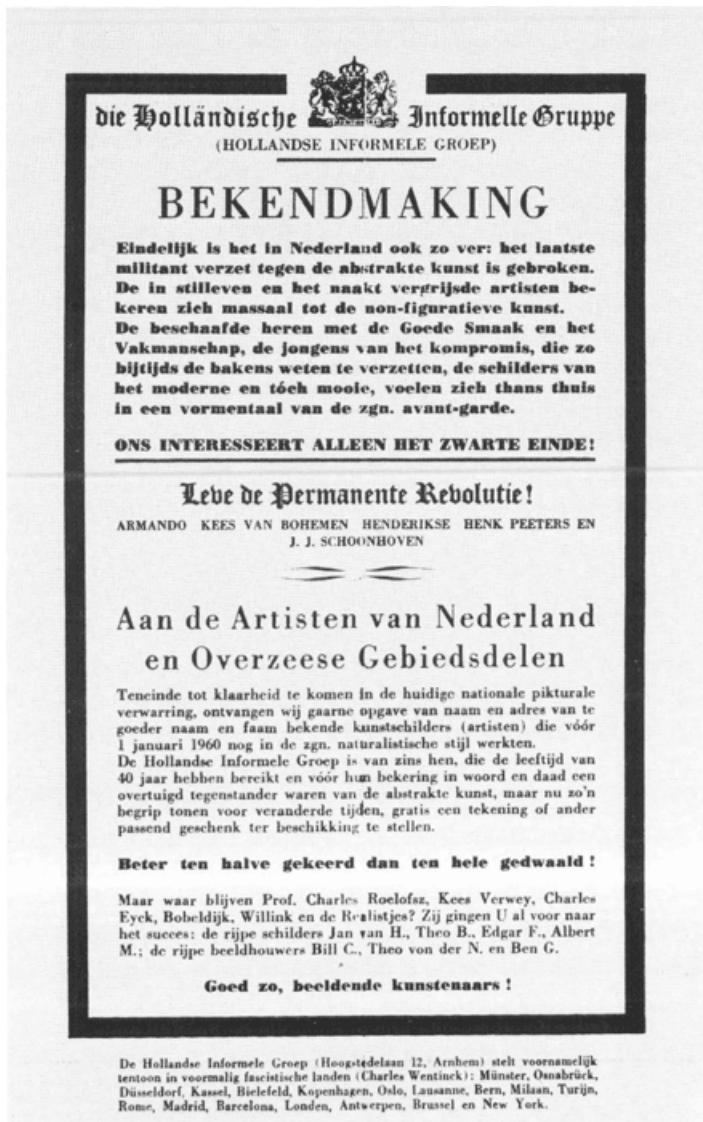 die Holländische Informelle Gruppe
(HOLLANDSE INFORMELE GROEP)
BEKENDMAKING
Eindelijk is het in Nederland ook zo ver: het laatste
militant verzet tegen de abstrakte kunst is gebroken.
De in stilleven en het naakt vergrijsde artisten be-
keren zich massaal tot de non-figuratieve kunst.
De beschaafde heren met de Goede Smaak en het
Vakmanschap, de jongens van het kompromis, die zo
bijtijds de bakens weten te verzetten, de schilders van
het moderne en tóch mooie, voelen zich thans thuis
in een vormentaal van de zgn. avant-garde.
ONS INTERESSEERT ALLEEN HET ZWARTE EINDE!
Leve de Permanente Revolutie!
ARMANDO KEES VAN BOHEMEN HENDERIKSE HENK PEETERS EN
J. J. SCHOONHOVEN
Aan de Artisten van Nederland
en Overzeese Gebiedsdelen
Teneinde tot klaarheid te komen in de huidige nationale pikturale
verwarring, ontvangen wij gaarne opgave van naam en adres van te
goeder naam en faam bekende kunstschilders (artisten) die vóór
1 januari 1960 nog in de zgn. naturalistische stijl werkten.
De Hollandse Informele Groep is van zins hen, die de leeftijd van
40 jaar hebben bereikt en vóór hun bekering in woord en daad een
overtuigd tegenstander waren van de abstrakte kunst, maar nu zo'n
begrip tonen voor veranderde tijden, gratis een tekening of ander
passend geschenk ter beschikking te stellen.
Beter ten halve gekeerd dan ten hele gedwaald !
Maar waar blijven Prof. Charles Roelofsz, Kees Verwey, Charles
Eyck, Bobeldijk, Willink en de Realistjes? Zij gingen U al voor naar
het succes: de rijpe schilders Jan van H., Theo B., Edgar F., Albert
M.; de rijpe beeldhouwers Bill C., Theo von der N. en Ben G.
Goed zo, beeldende kunstenaars !
De Hollandse Informele Groep (Hoogstedelaan 12, Arnhem) stelt voornamelijk
tentoon in voormalig fascistische landen (Charles Wentinck): Münster, Osnabrück,
Düsseldorf, Kassel, Bielefeld, Kopenhagen, Oslo, Lausanne, Bern, Milaan, Turijn,
Rome, Madrid, Barcelona, Londen, Antwerpen, Brussel en New York.